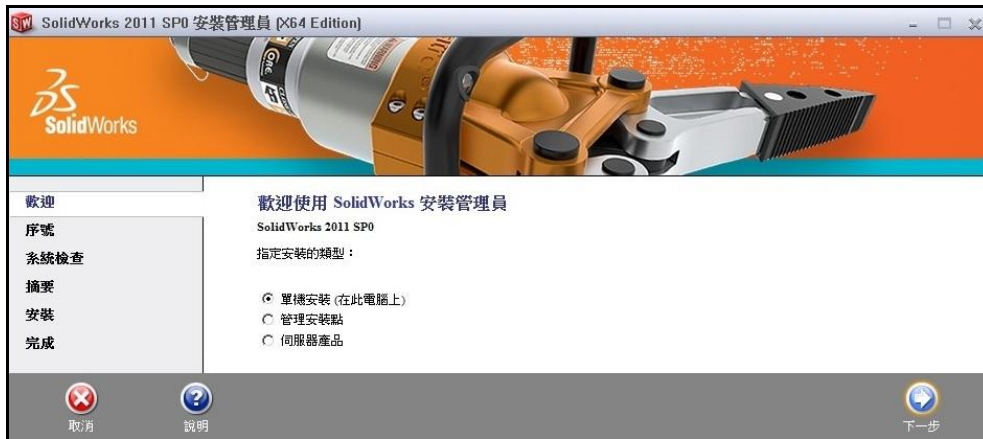 SolidWorks 2011 SP0 安裝管理員 (X64 Edition)
SolidWorks
歡迎
序號
系統檢查
摘要
安裝
完成
歡迎使用 SolidWorks 安裝管理員
SolidWorks 2011 SP0
指定安裝的類型：
單機安裝 (在此電腦上)
管理安裝點
伺服器產品
取消
說明
下一步